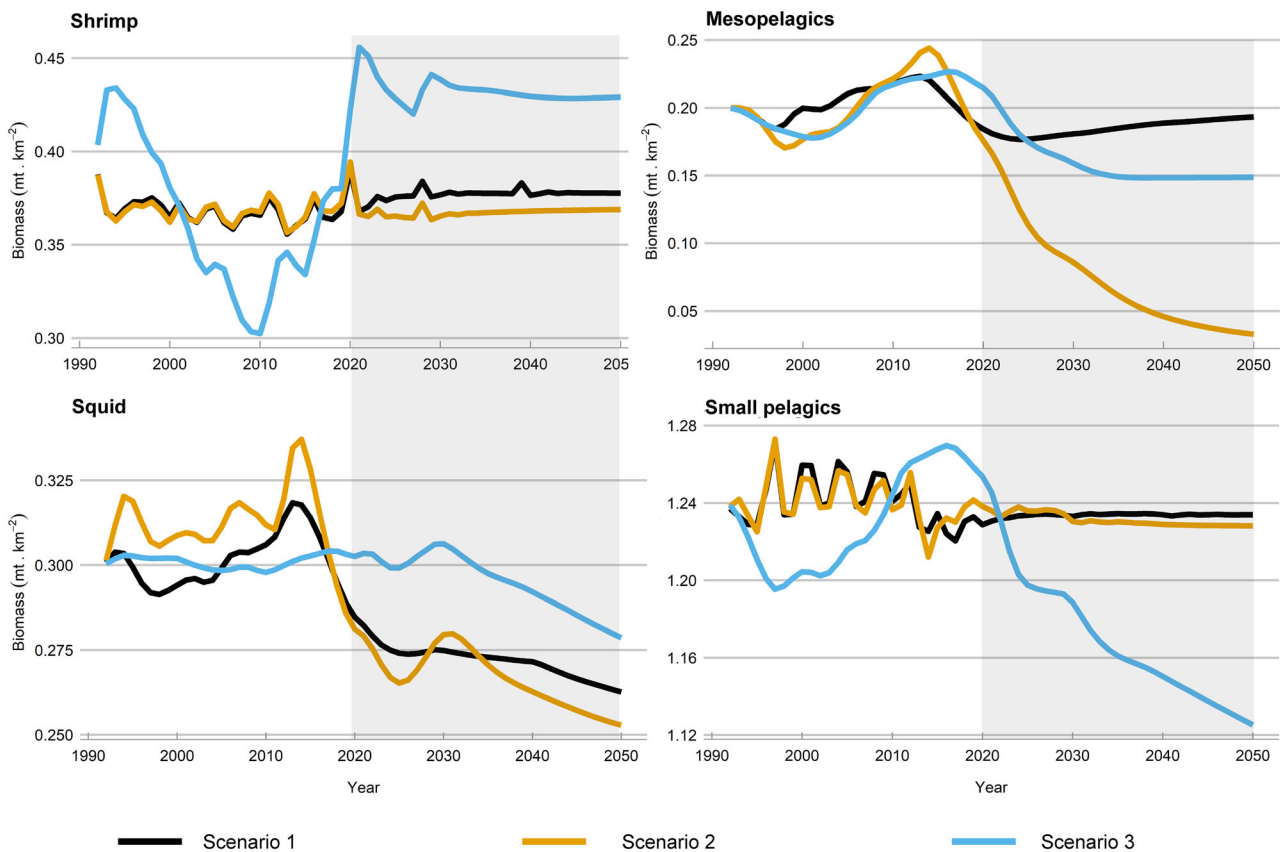 Shrimp
Mesopelagics
0.45
0.40
0.35
0.30
Biomass (mt . km⁻²)
1990 2000 2010 2020 2030 2040 205
0.25
0.20
0.15
0.10
0.05
Biomass (mt . km⁻²)
1990 2000 2010 2020 2030 2040 2050
Squid
Small pelagics
0.325
0.300
0.275
0.250
Biomass (mt . km⁻²)
1990 2000 2010 2020 2030 2040 2050
Year
1.28
1.24
1.20
1.16
1.12
1990 2000 2010 2020 2030 2040 2050
Year
Scenario 1 Scenario 2 Scenario 3